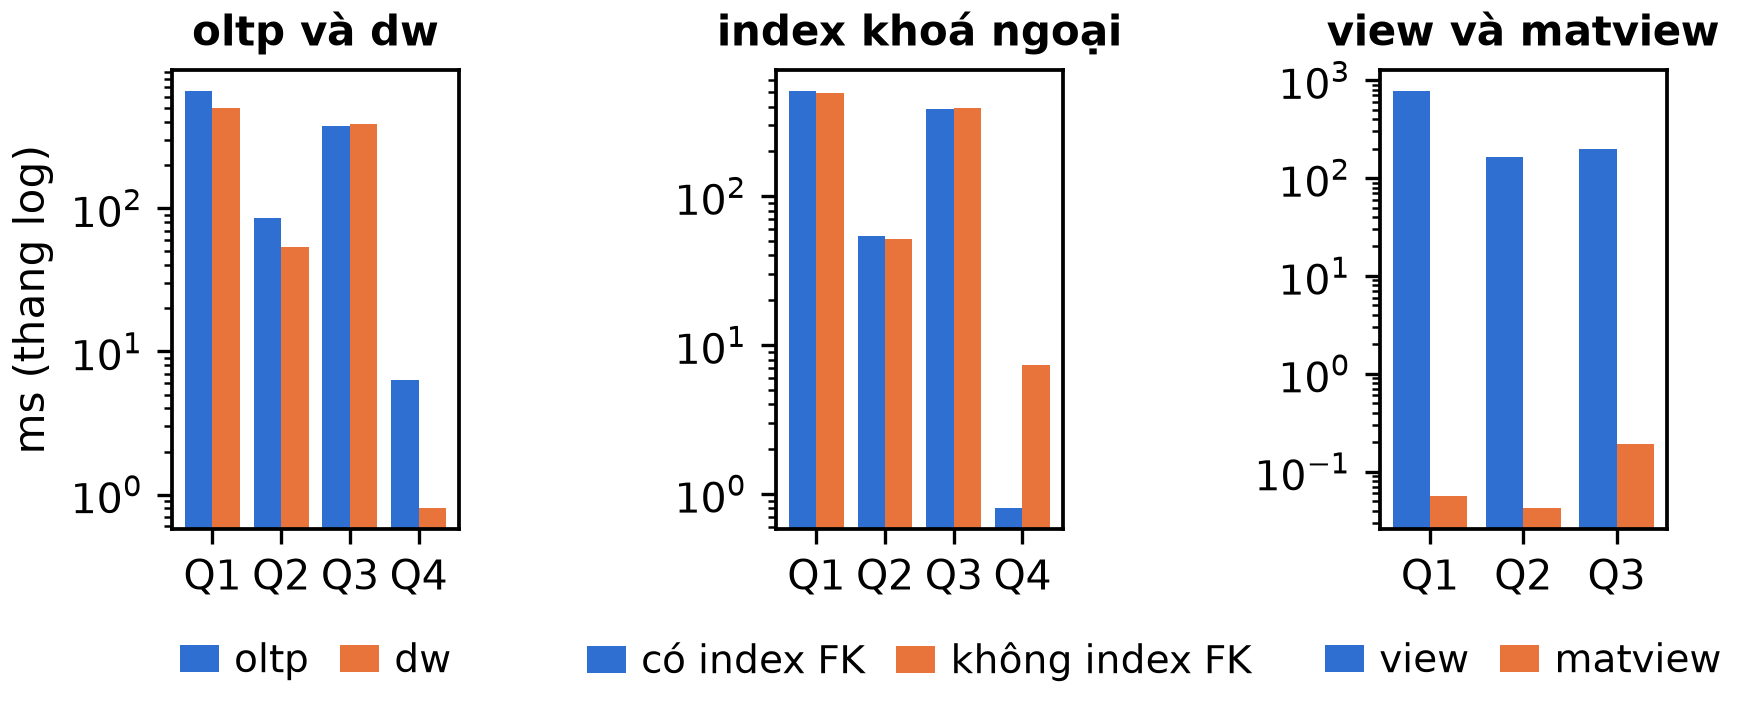 oltp và dw
index khoá ngoại
view và matview
ms (thang log)
10²
10¹
10⁰
Q1 Q2 Q3 Q4
oltp dw
10²
10¹
10⁰
Q1 Q2 Q3 Q4
có index FK không index FK
10³
10²
10¹
10⁰
10⁻¹
Q1 Q2 Q3
view matview